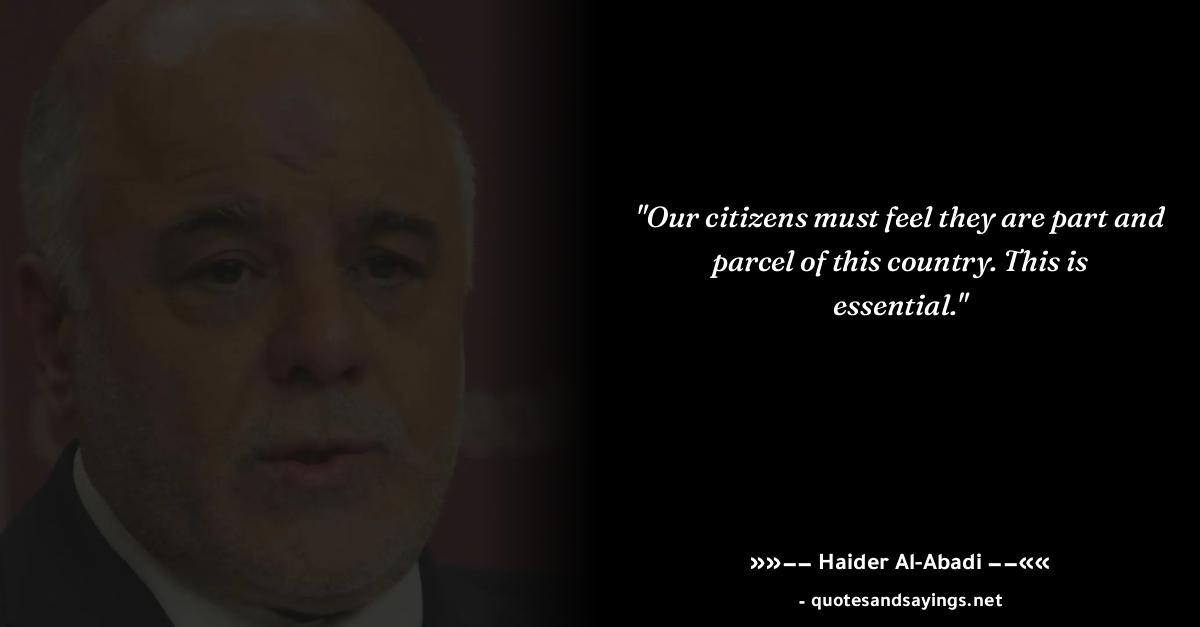 "Our citizens must feel they are part and
parcel of this country. This is
essential."
»»−− Haider Al-Abadi −−««
- quotesandsayings.net